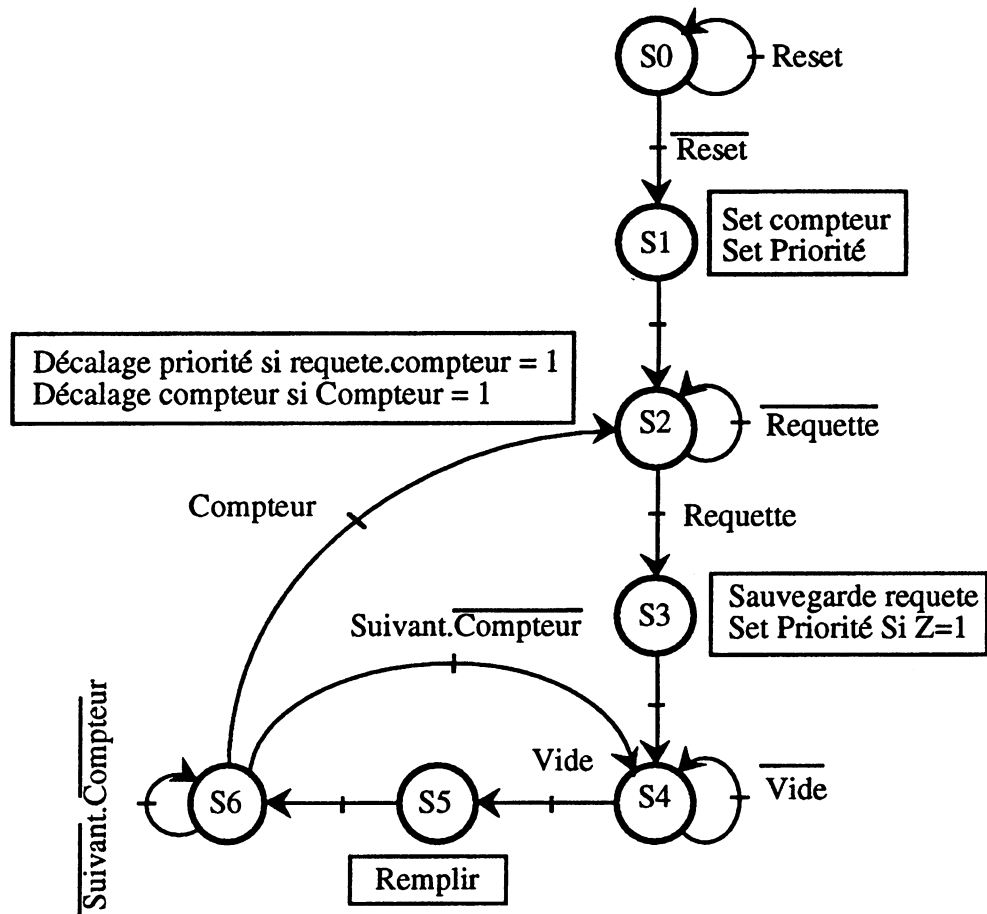 S0
Reset
Reset
S1
Set compteur
Set Priorité
Décalage priorité si requete.compteur = 1
Décalage compteur si Compteur = 1
S2
Requette
Compteur
Requette
S3
Sauvegarde requete
Set Priorité Si Z=1
Suivant.Compteur
Suivant.Compteur
Vide
S6
S5
S4
Vide
Remplir